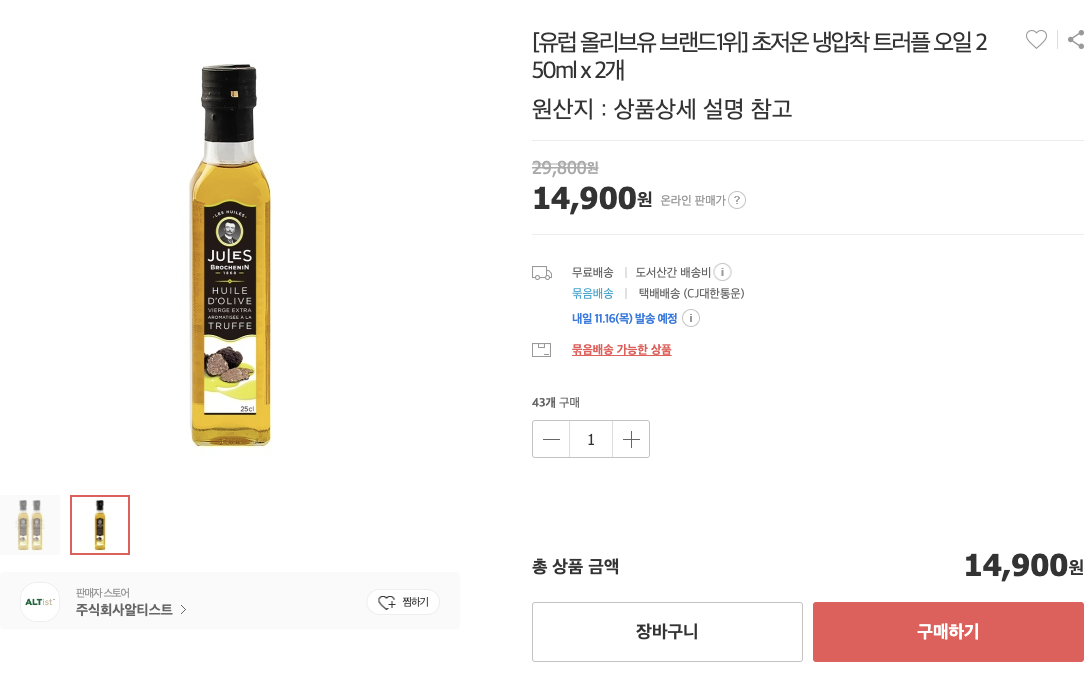 [유럽 올리브유 브랜드1위] 초저온 냉압착 트러플 오일 2
50ml x 2개
원산지 : 상품상세 설명 참고
29,800원
14,900원 온라인 판매가 ?
무료배송 | 도서산간 배송비 i
묶음배송 | 택배배송 (CJ대한통운)
내일 11.16(목) 발송 예정 i
묶음배송 가능한 상품
43개 구매
1
총 상품 금액 14,900원
장바구니 구매하기
LES HUILES
JULES
BROCHENIN
1868
HUILE
D'OLIVE
VIERGE EXTRA
AROMATISÉE A LA
TRUFFE
25cl
ALTist
판매자 스토어
주식회사알티스트 >
찜하기